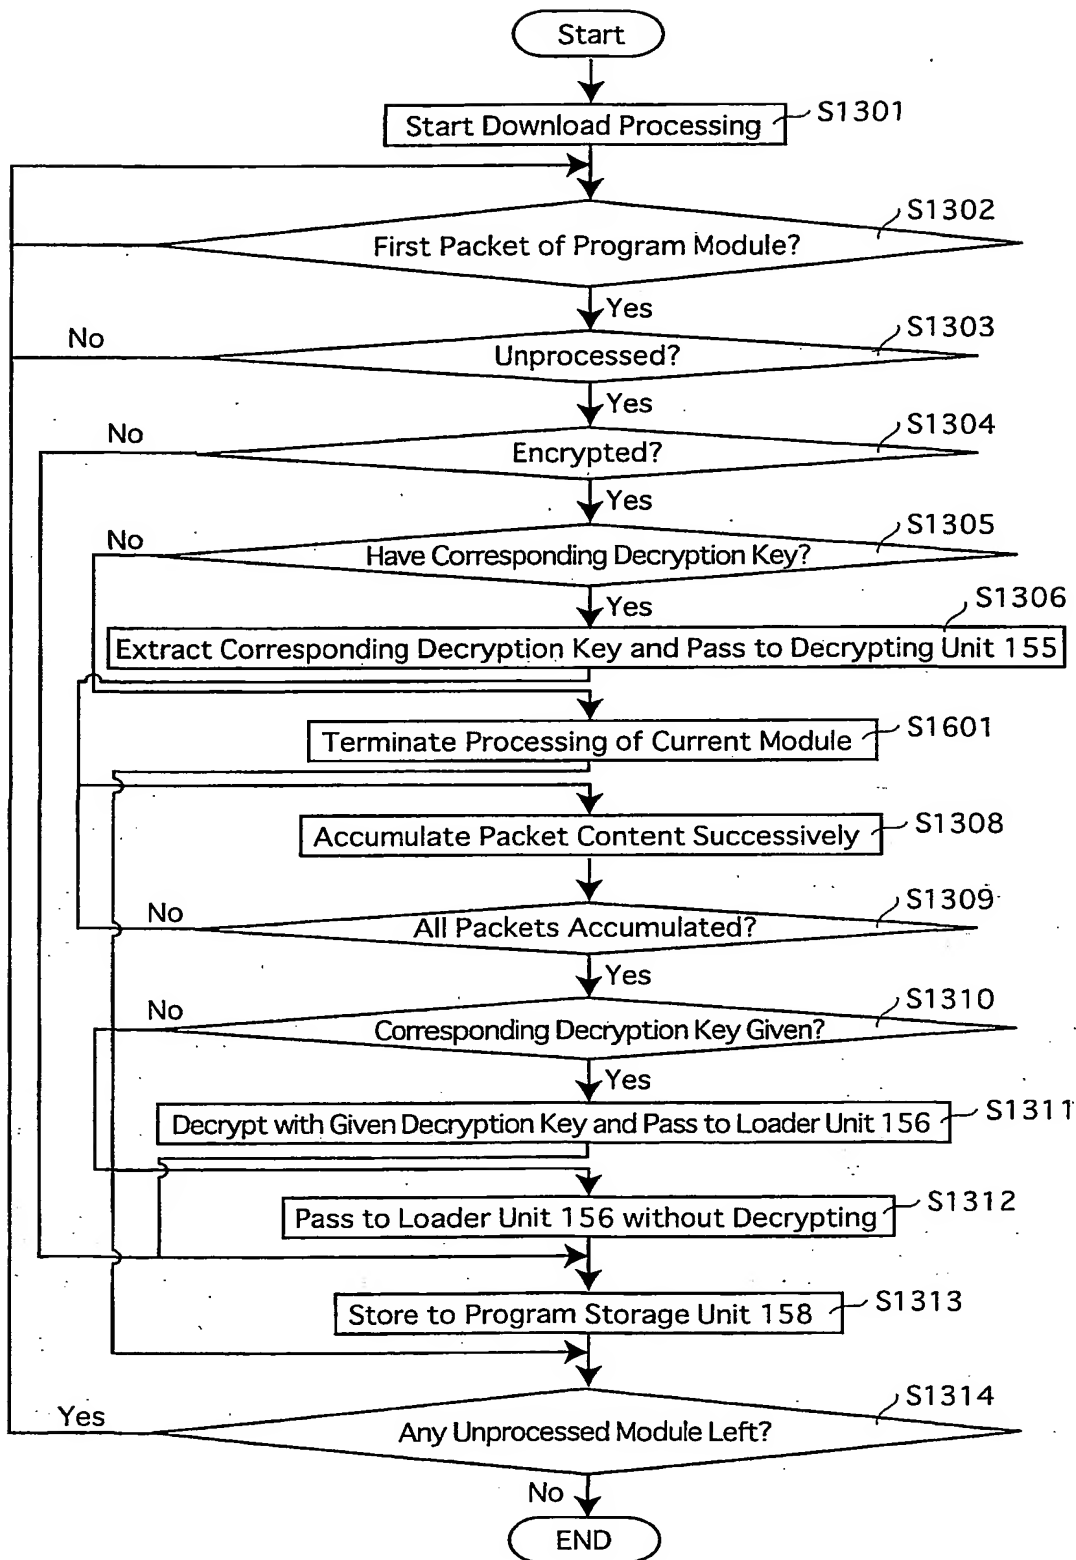 Start
Start Download Processing
S1301
First Packet of Program Module?
S1302
Yes
Unprocessed?
S1303
No
Yes
Encrypted?
S1304
No
Yes
Have Corresponding Decryption Key?
S1305
No
Yes
S1306
Extract Corresponding Decryption Key and Pass to Decrypting Unit 155
Terminate Processing of Current Module
S1601
Accumulate Packet Content Successively
S1308
All Packets Accumulated?
S1309
No
Yes
Corresponding Decryption Key Given?
S1310
No
Yes
Decrypt with Given Decryption Key and Pass to Loader Unit 156
S1311
Pass to Loader Unit 156 without Decrypting
S1312
Store to Program Storage Unit 158
S1313
Any Unprocessed Module Left?
S1314
Yes
No
END